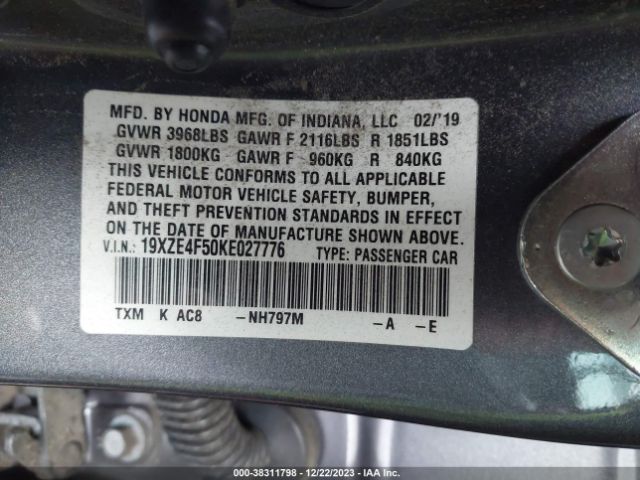 MFD. BY HONDA MFG. OF INDIANA, LLC 02/'19
GVWR 3968LBS GAWR F 2116LBS R 1851LBS
GVWR 1800KG GAWR F 960KG R 840KG
THIS VEHICLE CONFORMS TO ALL APPLICABLE
FEDERAL MOTOR VEHICLE SAFETY, BUMPER,
AND THEFT PREVENTION STANDARDS IN EFFECT
ON THE DATE OF MANUFACTURE SHOWN ABOVE.
V.I.N.: 19XZE4F50KE027776 TYPE: PASSENGER CAR
TXM K AC8 -NH797M -A -E
000-38311798 - 12/22/2023 - IAA Inc.